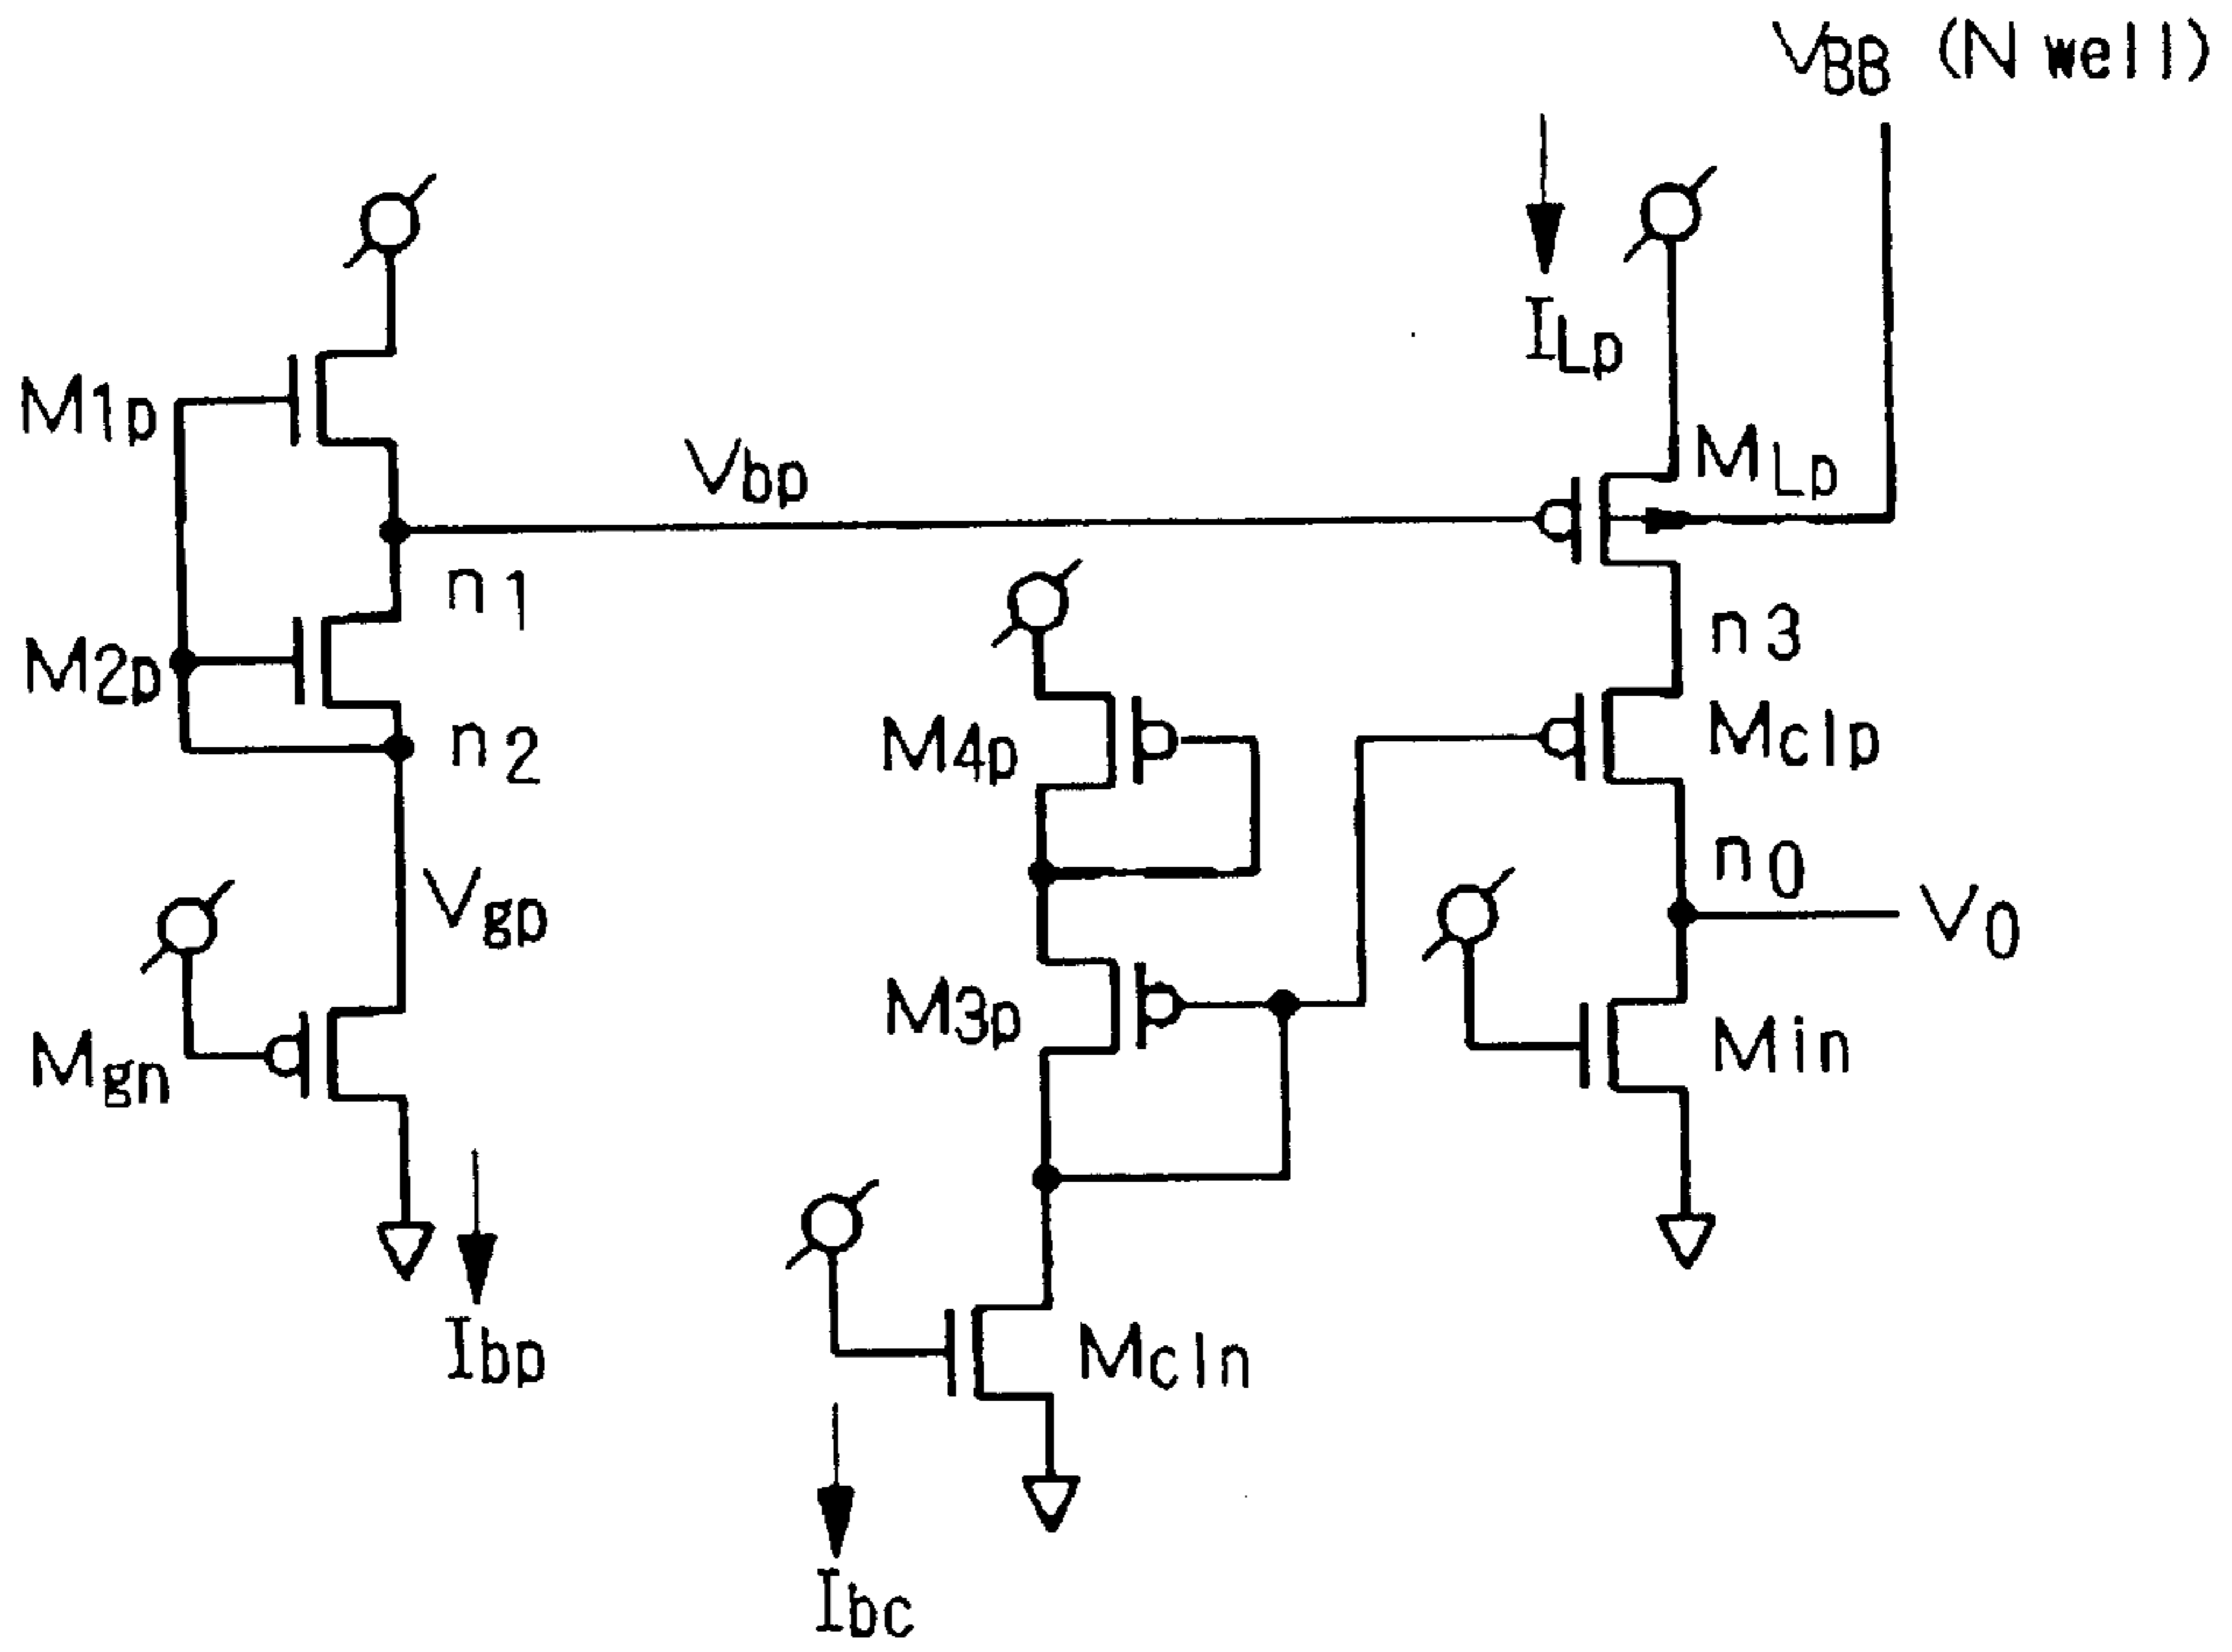 VBB (N well)
ILp
M1p
Vbp
MLp
n1
n3
M2p
n2
M4p
Mclp
n0
Vgp
V0
M3p
Mgn
Min
Ibp
Mcln
Ibc